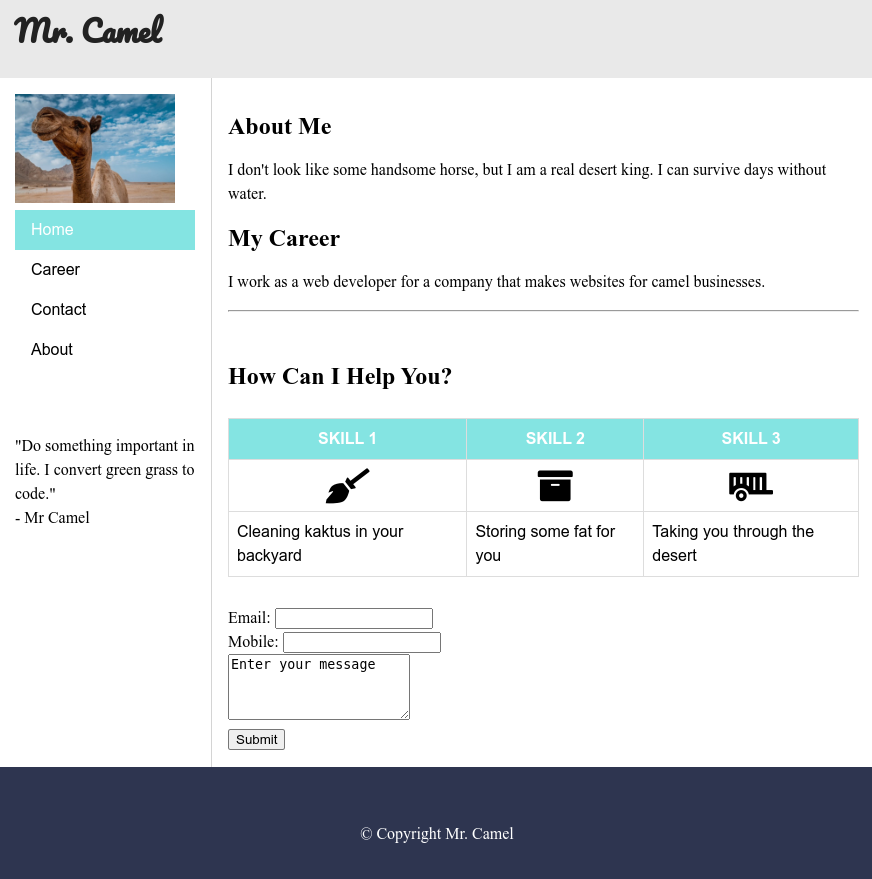 Mr. Camel
Home
Career
Contact
About
"Do something important in
life. I convert green grass to
code."
- Mr Camel
About Me
I don't look like some handsome horse, but I am a real desert king. I can survive days without
water.
My Career
I work as a web developer for a company that makes websites for camel businesses.
How Can I Help You?
SKILL 1
SKILL 2
SKILL 3
Cleaning kaktus in your
backyard
Storing some fat for
you
Taking you through the
desert
Email:
Mobile:
Enter your message
Submit
© Copyright Mr. Camel